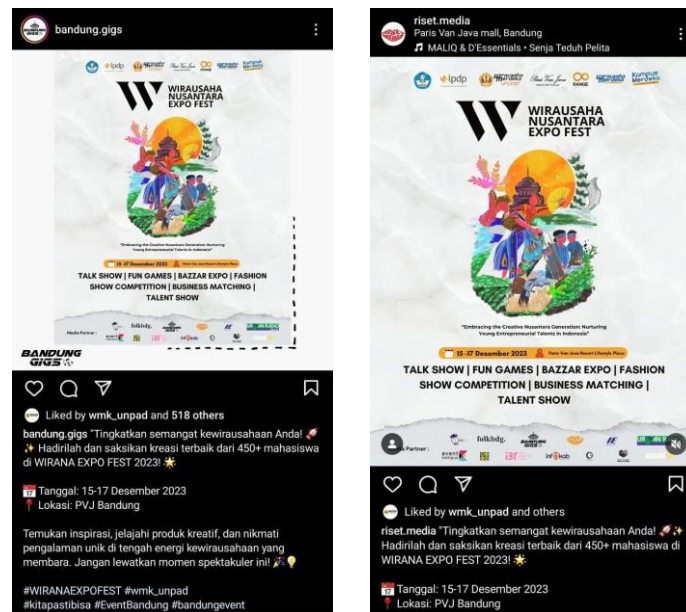 bandung.gigs
lpdp
WIRAUSAHA
NUSANTARA
EXPO FEST
"Embracing the Creative Nusantara Generation: Nurturing
Young Entrepreneurial Talents in Indonesia"
15 -17 Desember 2023
Paris Van Java Resort Lifestyle Place
TALK SHOW | FUN GAMES | BAZZAR EXPO | FASHION
SHOW COMPETITION | BUSINESS MATCHING |
TALENT SHOW
Media Partner :
folkbdg.
BANDUNG
GIGS
Liked by wmk_unpad and 518 others
bandung.gigs "Tingkatkan semangat kewirausahaan Anda! 🚀
✨ Hadirilah dan saksikan kreasi terbaik dari 450+ mahasiswa
di WIRANA EXPO FEST 2023! 🌟
📅 Tanggal: 15-17 Desember 2023
📍 Lokasi: PVJ Bandung
Temukan inspirasi, jelajahi produk kreatif, dan nikmati
pengalaman unik di tengah energi kewirausahaan yang
membara. Jangan lewatkan momen spektakuler ini! 🎉💡
#WIRANAEXPOFEST #wmk_unpad
#kitapastibisa #EventBandung #bandungevent
riset.media
Paris Van Java mall, Bandung
♫ MALIQ & D'Essentials • Senja Teduh Pelita
lpdp
Kampus
Merdeka
WIRAUSAHA
NUSANTARA
EXPO FEST
"Embracing the Creative Nusantara Generation: Nurturing
Young Entrepreneurial Talents in Indonesia"
15 -17 Desember 2023
Paris Van Java Resort Lifestyle Place
TALK SHOW | FUN GAMES | BAZZAR EXPO | FASHION
SHOW COMPETITION | BUSINESS MATCHING |
TALENT SHOW
Partner :
folkbdg.
Liked by wmk_unpad and others
riset.media "Tingkatkan semangat kewirausahaan Anda! 🚀✨
Hadirilah dan saksikan kreasi terbaik dari 450+ mahasiswa di
WIRANA EXPO FEST 2023! 🌟
📅 Tanggal: 15-17 Desember 2023
📍 Lokasi: PVJ Bandung